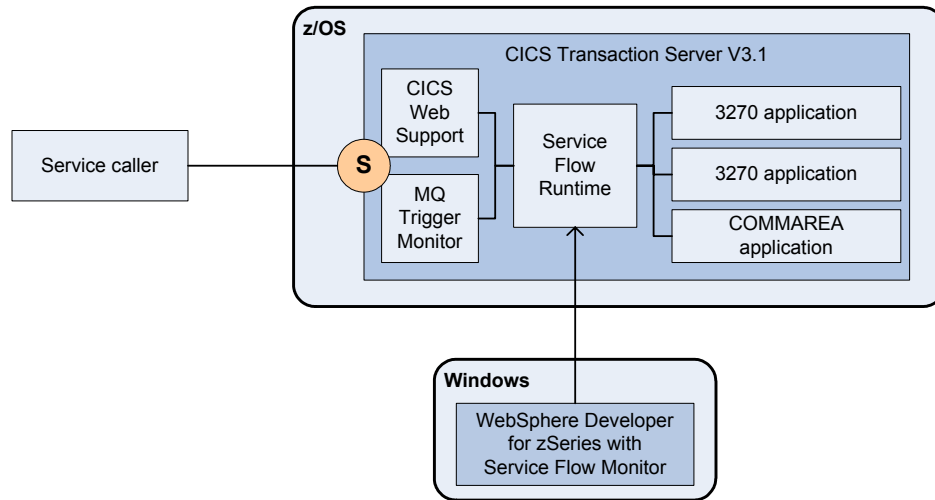 z/OS
CICS Transaction Server V3.1
CICS
Web
Support
3270 application
Service
Flow
Runtime
3270 application
Service caller
S
MQ
Trigger
Monitor
COMMAREA
application
Windows
WebSphere Developer
for zSeries with
Service Flow Monitor